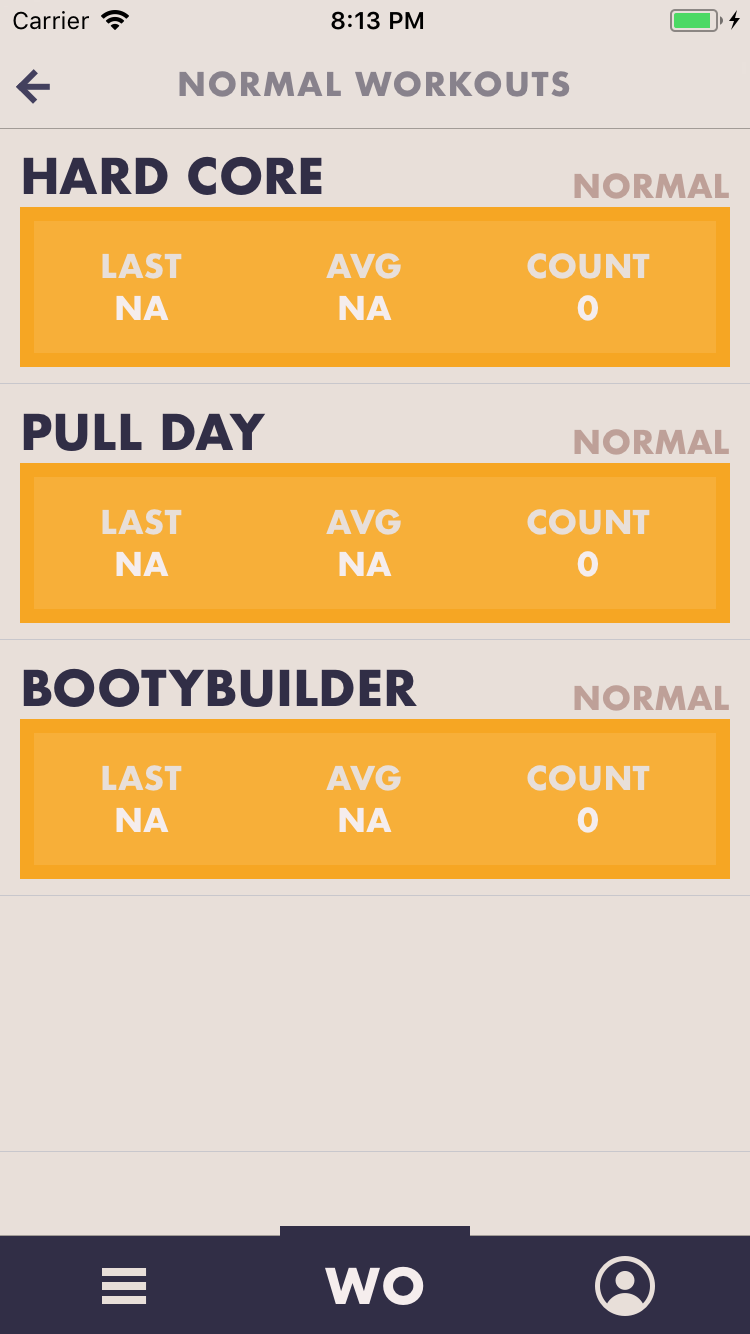 Carrier 8:13 PM
NORMAL WORKOUTS
HARD CORE NORMAL
LAST AVG COUNT
NA NA 0
PULL DAY NORMAL
LAST AVG COUNT
NA NA 0
BOOTYBUILDER NORMAL
LAST AVG COUNT
NA NA 0
WO